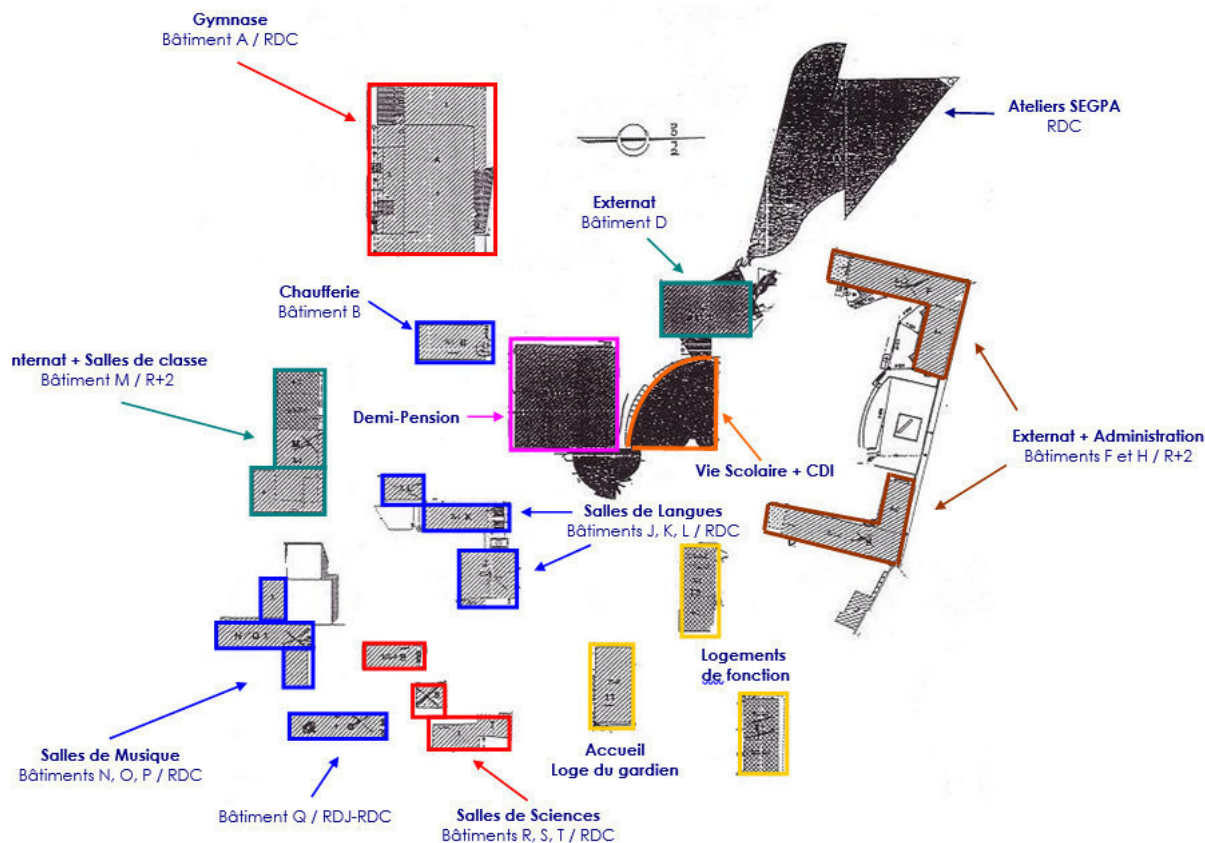 Gymnase
Bâtiment A / RDC
Ateliers SEGPA
RDC
nord
A
Externat
Bâtiment D
Chaufferie
Bâtiment B
nternat + Salles de classe
Bâtiment M / R+2
Demi-Pension
Vie Scolaire + CDI
Externat + Administration
Bâtiments F et H / R+2
Salles de Langues
Bâtiments J, K, L / RDC
Logements
de fonction
Accueil
Loge du gardien
Salles de Musique
Bâtiments N, O, P / RDC
Bâtiment Q / RDJ-RDC
Salles de Sciences
Bâtiments R, S, T / RDC